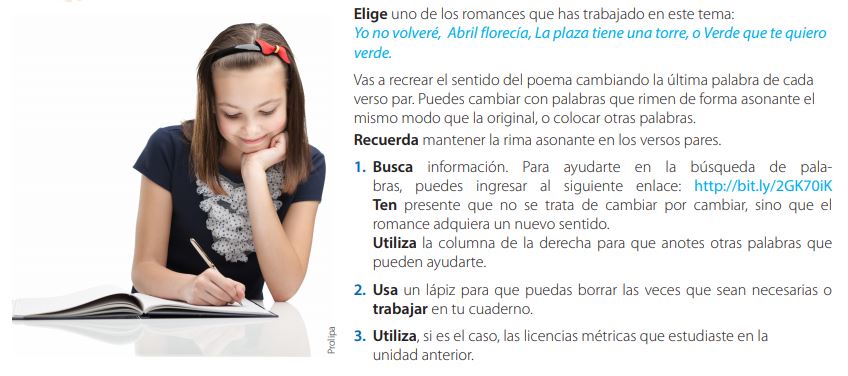 Elige uno de los romances que has trabajado en este tema:
Yo no volveré, Abril florecía, La plaza tiene una torre, o Verde que te quiero
verde.
Vas a recrear el sentido del poema cambiando la última palabra de cada
verso par. Puedes cambiar con palabras que rimen de forma asonante el
mismo modo que la original, o colocar otras palabras.
Recuerda mantener la rima asonante en los versos pares.
1. Busca información. Para ayudarte en la búsqueda de pala-
bras, puedes ingresar al siguiente enlace: http://bit.ly/2GK70iK
Ten presente que no se trata de cambiar por cambiar, sino que el
romance adquiera un nuevo sentido.
Utiliza la columna de la derecha para que anotes otras palabras que
pueden ayudarte.
2. Usa un lápiz para que puedas borrar las veces que sean necesarias o
trabajar en tu cuaderno.
3. Utiliza, si es el caso, las licencias métricas que estudiaste en la
unidad anterior.
Prolipa